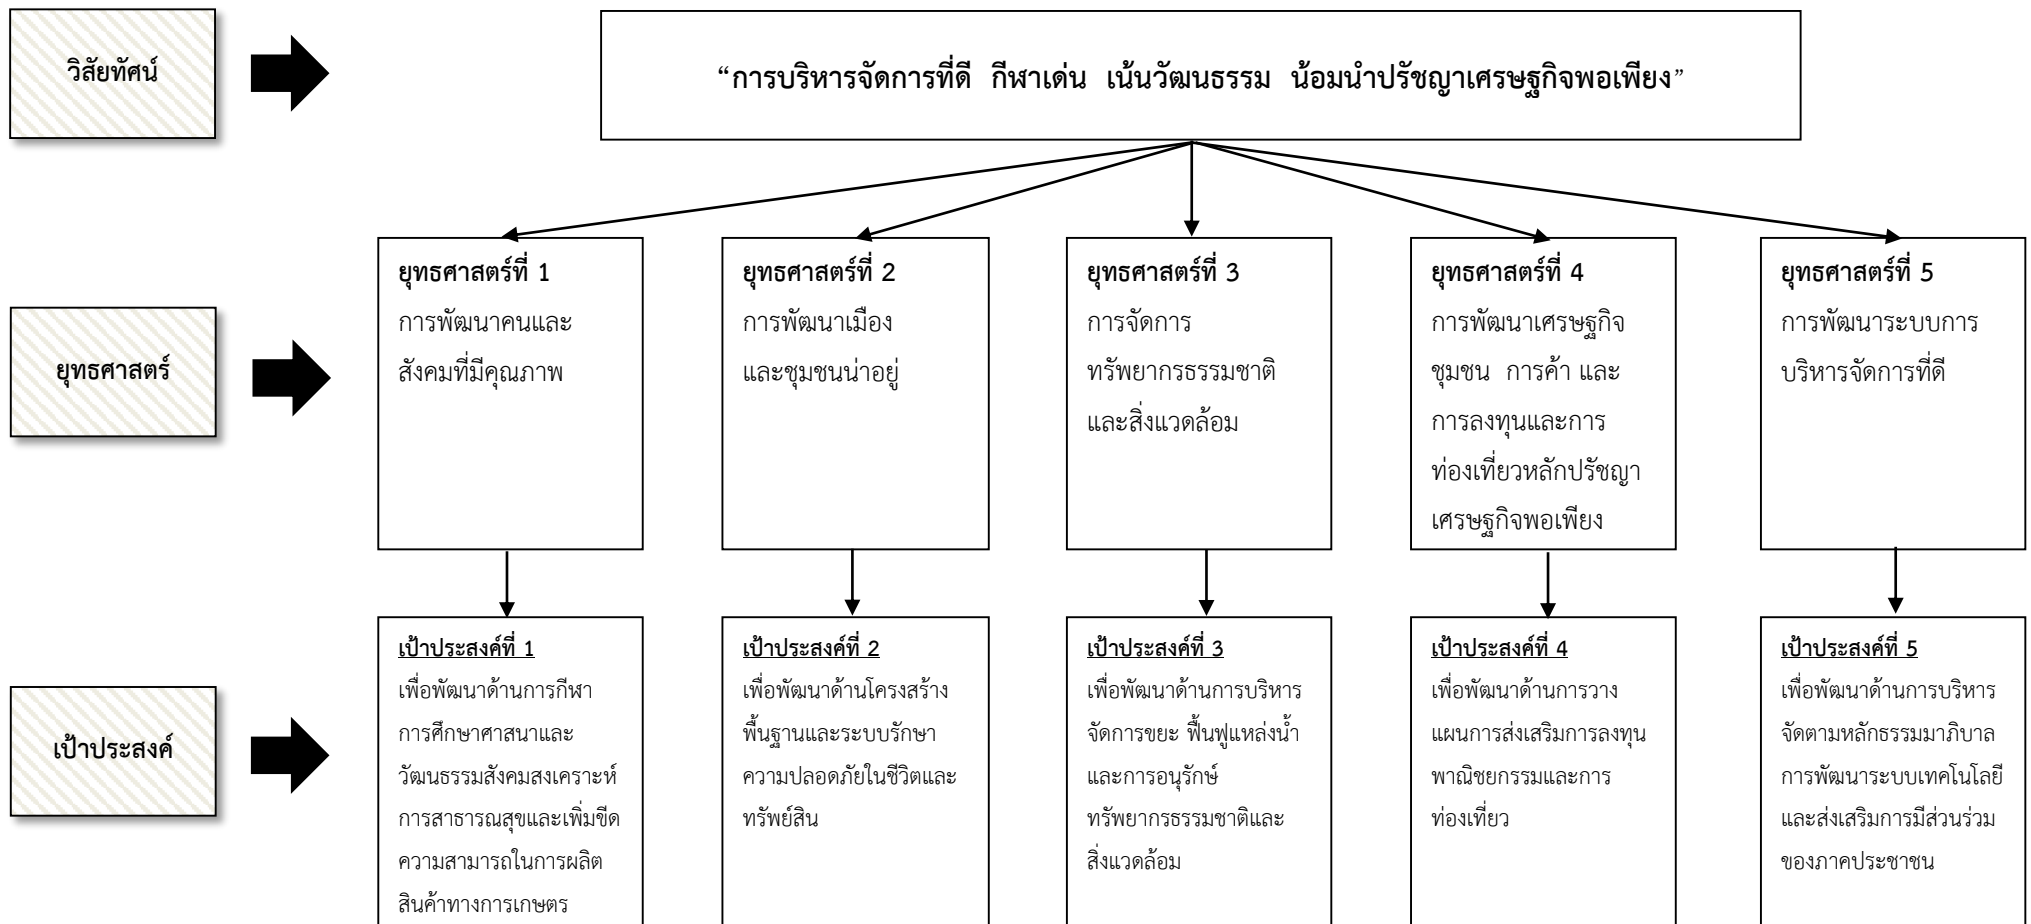 วิสัยทัศน์
“การบริหารจัดการที่ดี กีฬาเด่น เน้นวัฒนธรรม น้อมนำปรัชญาเศรษฐกิจพอเพียง”
ยุทธศาสตร์
ยุทธศาสตร์ที่ 1
การพัฒนาคนและ
สังคมที่มีคุณภาพ
ยุทธศาสตร์ที่ 2
การพัฒนาเมือง
และชุมชนน่าอยู่
ยุทธศาสตร์ที่ 3
การจัดการ
ทรัพยากรธรรมชาติ
และสิ่งแวดล้อม
ยุทธศาสตร์ที่ 4
การพัฒนาเศรษฐกิจ
ชุมชน การค้า และ
การลงทุนและการ
ท่องเที่ยวหลักปรัชญา
เศรษฐกิจพอเพียง
ยุทธศาสตร์ที่ 5
การพัฒนาระบบการ
บริหารจัดการที่ดี
เป้าประสงค์
เป้าประสงค์ที่ 1
เพื่อพัฒนาด้านการกีฬา
การศึกษาศาสนาและ
วัฒนธรรมสังคมสงเคราะห์
การสาธารณสุขและเพิ่มขีด
ความสามารถในการผลิต
สินค้าทางการเกษตร
เป้าประสงค์ที่ 2
เพื่อพัฒนาด้านโครงสร้าง
พื้นฐานและระบบรักษา
ความปลอดภัยในชีวิตและ
ทรัพย์สิน
เป้าประสงค์ที่ 3
เพื่อพัฒนาด้านการบริหาร
จัดการขยะ ฟื้นฟูแหล่งน้ำ
และการอนุรักษ์
ทรัพยากรธรรมชาติและ
สิ่งแวดล้อม
เป้าประสงค์ที่ 4
เพื่อพัฒนาด้านการวาง
แผนการส่งเสริมการลงทุน
พาณิชยกรรมและการ
ท่องเที่ยว
เป้าประสงค์ที่ 5
เพื่อพัฒนาด้านการบริหาร
จัดตามหลักธรรมมาภิบาล
การพัฒนาระบบเทคโนโลยี
และส่งเสริมการมีส่วนร่วม
ของภาคประชาชน